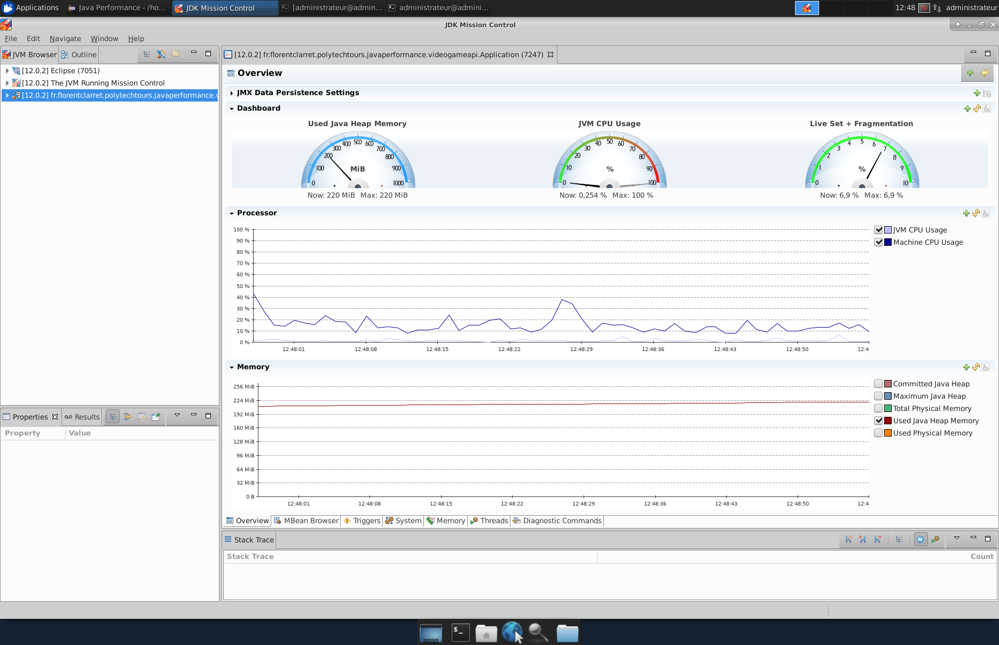 Applications
Java Performance - /ho...
JDK Mission Control
[administrateur@admin...
administrateur@admini...
12:48
administrateur
JDK Mission Control
File Edit Navigate Window Help
JVM Browser
Outline
[12.0.2] Eclipse (7051)
[12.0.2] The JVM Running Mission Control
[12.0.2] fr.florentclarret.polytechtours.javaperformance.v
Properties
Results
Property Value
[12.0.2] fr.florentclarret.polytechtours.javaperformance.videogameapi.Application (7247)
Overview
JMX Data Persistence Settings
Dashboard
Used Java Heap Memory
0 100 200 300 400 500 600 700 800 900 1000
MiB
Now: 220 MiB Max: 220 MiB
JVM CPU Usage
0 10 20 30 40 50 60 70 80 90 100
%
Now: 0,254 % Max: 100 %
Live Set + Fragmentation
0 1 2 3 4 5 6 7 8 9 10
%
Now: 6,9 % Max: 6,9 %
Processor
100 %
90 %
80 %
70 %
60 %
50 %
40 %
30 %
20 %
10 %
0 %
12:48:01 12:48:08 12:48:15 12:48:22 12:48:29 12:48:36 12:48:43 12:48:50 12:4
JVM CPU Usage
Machine CPU Usage
Memory
256 MiB
224 MiB
192 MiB
160 MiB
128 MiB
96 MiB
64 MiB
32 MiB
0 B
12:48:01 12:48:08 12:48:15 12:48:22 12:48:29 12:48:36 12:48:43 12:48:50 12:4
Committed Java Heap
Maximum Java Heap
Total Physical Memory
Used Java Heap Memory
Used Physical Memory
Overview MBean Browser Triggers System Memory Threads Diagnostic Commands
Stack Trace
Stack Trace Count